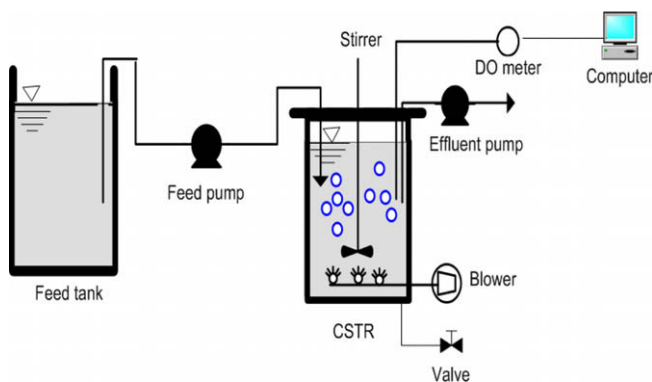 Stirrer
DO meter
Computer
Effluent pump
Feed pump
Feed tank
Blower
CSTR
Valve